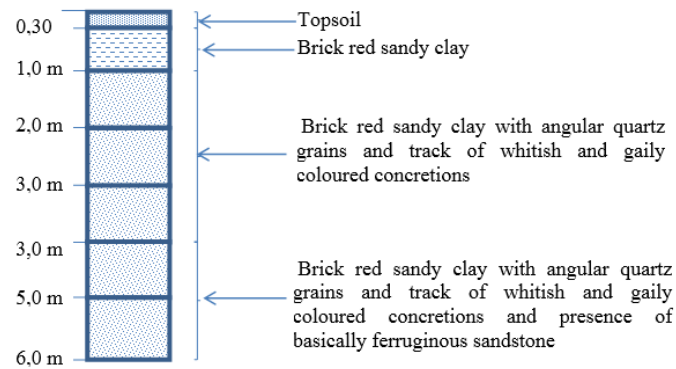 Topsoil
0,30
Brick red sandy clay
1,0 m
2,0 m
Brick red sandy clay with angular quartz
grains and track of whitish and gaily
coloured concretions
3,0 m
3,0 m
Brick red sandy clay with angular quartz
grains and track of whitish and gaily
coloured concretions and presence of
basically ferruginous sandstone
5,0 m
6,0 m